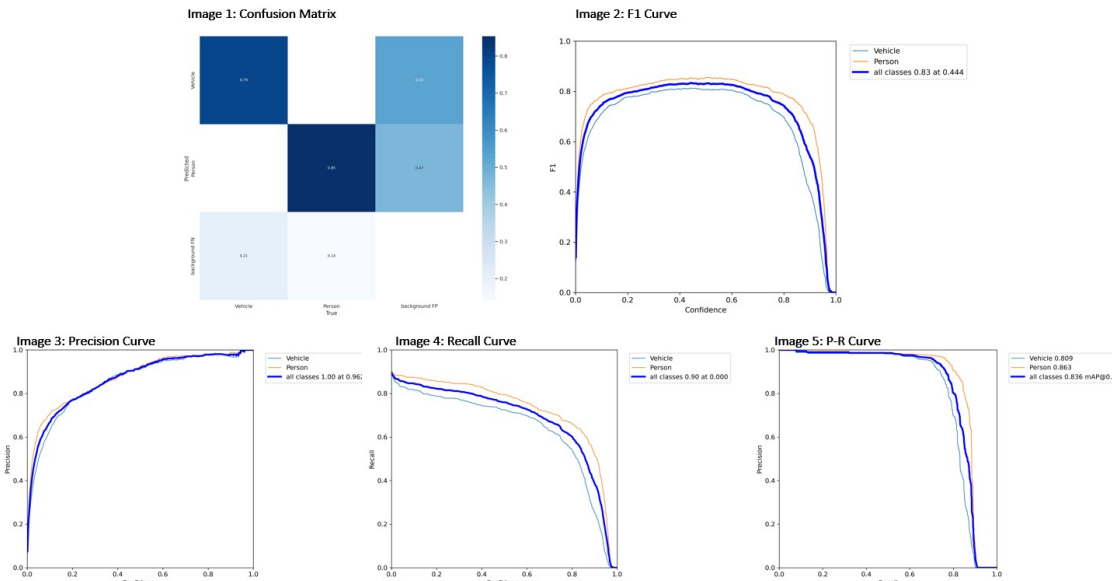 Image 1: Confusion Matrix
Vehicle
Person
background FN
Predicted
0.79
0.53
0.85
0.47
0.21
0.14
0.8
0.7
0.6
0.5
0.4
0.3
0.2
Vehicle
Person
background FP
True
Image 2: F1 Curve
1.0
0.8
0.6
0.4
0.2
0.0
F1
0.0 0.2 0.4 0.6 0.8 1.0
Confidence
Vehicle
Person
all classes 0.83 at 0.444
Image 3: Precision Curve
1.0
0.8
0.6
0.4
0.2
0.0
Precision
0.0 0.2 0.4 0.6 0.8 1.0
Vehicle
Person
all classes 1.00 at 0.962
Image 4: Recall Curve
1.0
0.8
0.6
0.4
0.2
0.0
Recall
0.0 0.2 0.4 0.6 0.8 1.0
Vehicle
Person
all classes 0.90 at 0.000
Image 5: P-R Curve
1.0
0.8
0.6
0.4
0.2
0.0
Precision
0.0 0.2 0.4 0.6 0.8 1.0
Vehicle 0.809
Person 0.863
all classes 0.836 mAP@0.